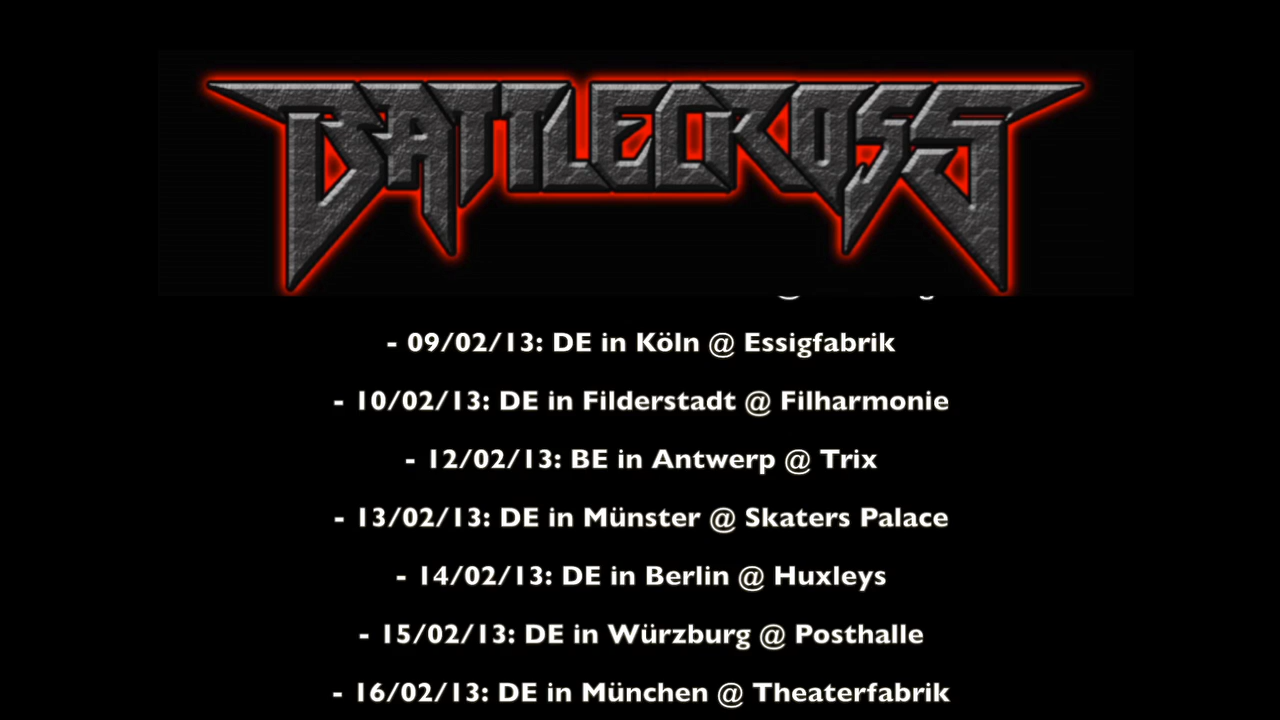 BATTLECROSS
- 09/02/13: DE in Köln @ Essigfabrik
- 10/02/13: DE in Filderstadt @ Filharmonie
- 12/02/13: BE in Antwerp @ Trix
- 13/02/13: DE in Münster @ Skaters Palace
- 14/02/13: DE in Berlin @ Huxleys
- 15/02/13: DE in Würzburg @ Posthalle
- 16/02/13: DE in München @ Theaterfabrik